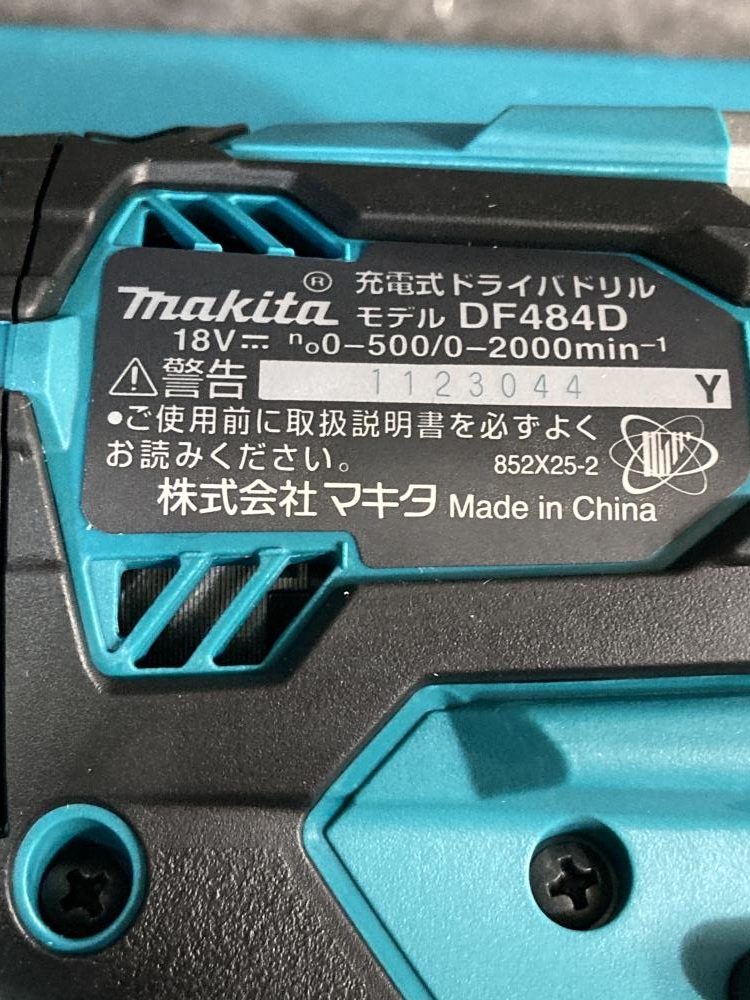 makita® 充電式ドライバドリル
モデル DF484D
18V⎓ n₀0-500/0-2000min⁻¹
⚠警告 1123044 Y
●ご使用前に取扱説明書を必ずよく
お読みください。 852X25-2
株式会社マキタ Made in China